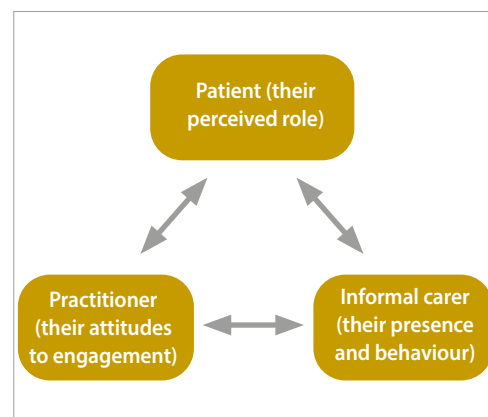 Patient (their
perceived role)
Practitioner
(their attitudes
to engagement)
Informal carer
(their presence
and behaviour)